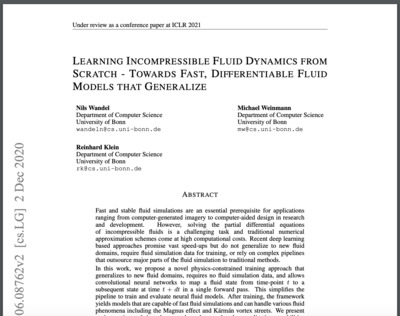 Under review as a conference paper at ICLR 2021
LEARNING INCOMPRESSIBLE FLUID DYNAMICS FROM
SCRATCH - TOWARDS FAST, DIFFERENTIABLE FLUID
MODELS THAT GENERALIZE
Nils Wandel
Department of Computer Science
University of Bonn
wandeln@cs.uni-bonn.de
Michael Weinmann
Department of Computer Science
University of Bonn
mw@cs.uni-bonn.de
Reinhard Klein
Department of Computer Science
University of Bonn
rk@cs.uni-bonn.de
06.08762v2 [cs.LG] 2 Dec 2020
ABSTRACT
Fast and stable fluid simulations are an essential prerequisite for applications
ranging from computer-generated imagery to computer-aided design in research
and development. However, solving the partial differential equations
of incompressible fluids is a challenging task and traditional numerical
approximation schemes come at high computational costs. Recent deep learning
based approaches promise vast speed-ups but do not generalize to new fluid
domains, require fluid simulation data for training, or rely on complex pipelines
that outsource major parts of the fluid simulation to traditional methods.
In this work, we propose a novel physics-constrained training approach that
generalizes to new fluid domains, requires no fluid simulation data, and allows
convolutional neural networks to map a fluid state from time-point t to a
subsequent state at time t + dt in a single forward pass. This simplifies the
pipeline to train and evaluate neural fluid models. After training, the framework
yields models that are capable of fast fluid simulations and can handle various fluid
phenomena including the Magnus effect and Kármán vortex streets. We present